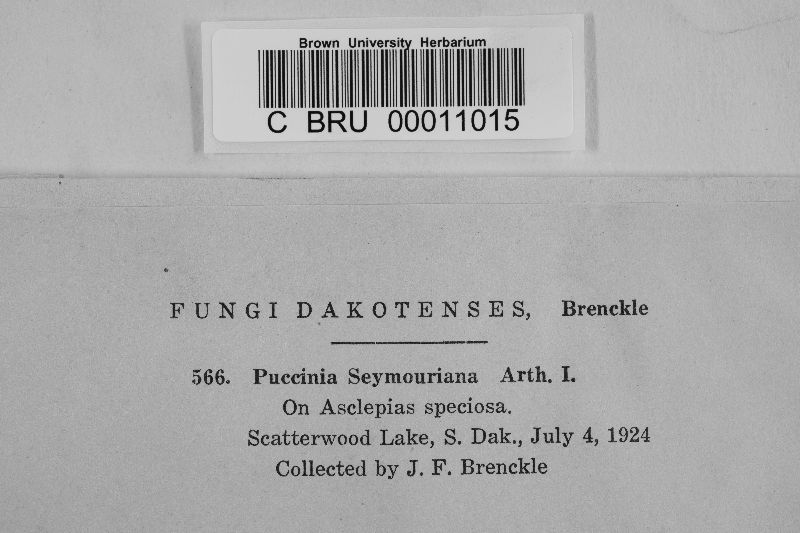 Brown University Herbarium
C BRU 00011015
FUNGI DAKOTENSES, Brenckle
566. Puccinia Seymouriana Arth. I.
On Asclepias speciosa.
Scatterwood Lake, S. Dak., July 4, 1924
Collected by J. F. Brenckle